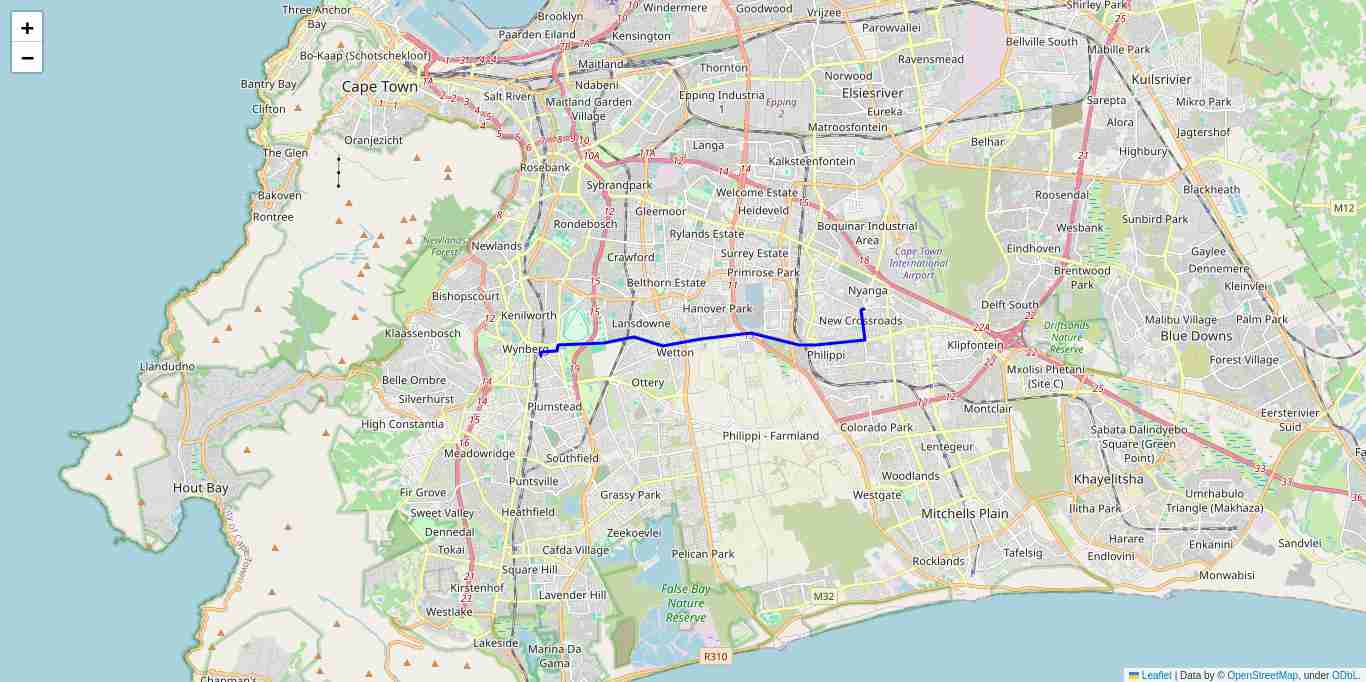 +
−
Three Anchor
Bay
Brooklyn
Windermere
Goodwood
Vrijzee
Shirley Park
Paarden Eiland
Kensington
Parowvallei
Bellville South
Mabille Park
Bo-Kaap (Schotschekloof)
Maitland
Thornton
Ravensmead
Bantry Bay
Cape Town
Ndabeni
Norwood
Kuilsrivier
Clifton
Salt River
Maitland Garden
Village
Epping Industria
1
Epping
2
Elsiesriver
Sarepta
Mikro Park
Eureka
Alora
Jagtershof
Oranjezicht
Matroosfontein
Belhar
Highbury
The Glen
Langa
Kalksteenfontein
Rosebank
Bakoven
Sybrandpark
Welcome Estate
Roosendal
Blackheath
Rontree
Gleemoor
Heideveld
M12
Sunbird Park
Rondebosch
Boquinar Industrial
Area
Wesbank
Newlands
Newlands
Forest
Rylands Estate
Eindhoven
Gaylee
Crawford
Surrey Estate
Cape Town
International
Airport
Brentwood
Park
Dennemere
Primrose Park
Belthorn Estate
Kleinvlei
Bishopscourt
Nyanga
Hanover Park
Delft South
Kenilworth
Lansdowne
New Crossroads
Malibu Village
Palm Park
Klaassenbosch
Driftsonds
Nature
Reserve
Blue Downs
Wynberg
Wetton
Philippi
Klipfontein
Forest Village
Llandudno
Belle Ombre
Ottery
Mxolisi Phetani
(Site C)
Silverhurst
Plumstead
Montclair
Eersterivier
Suid
High Constantia
Philippi - Farmland
Colorado Park
Sabata Dalindyebo
Square (Green
Point)
Meadowridge
Southfield
Lentegeur
Hout Bay
Puntsville
Woodlands
Khayelitsha
Fir Grove
Grassy Park
Westgate
Umrhabulo
Triangle (Makhaza)
Sweet Valley
Heathfield
Mitchells Plain
Ilitha Park
City of Cape Town
Dennedal
Zeekoevlei
Harare
Enkanini
Sandvlei
Tokai
Cafda Village
Pelican Park
Tafelsig
Endlovini
Square Hill
Rocklands
Monwabisi
Kirstenhof
Lavender Hill
False Bay
Nature
Reserve
M32
Westlake
Lakeside
Marina Da
Gama
R310
Chapman's
Leaflet | Data by © OpenStreetMap, under ODbL.